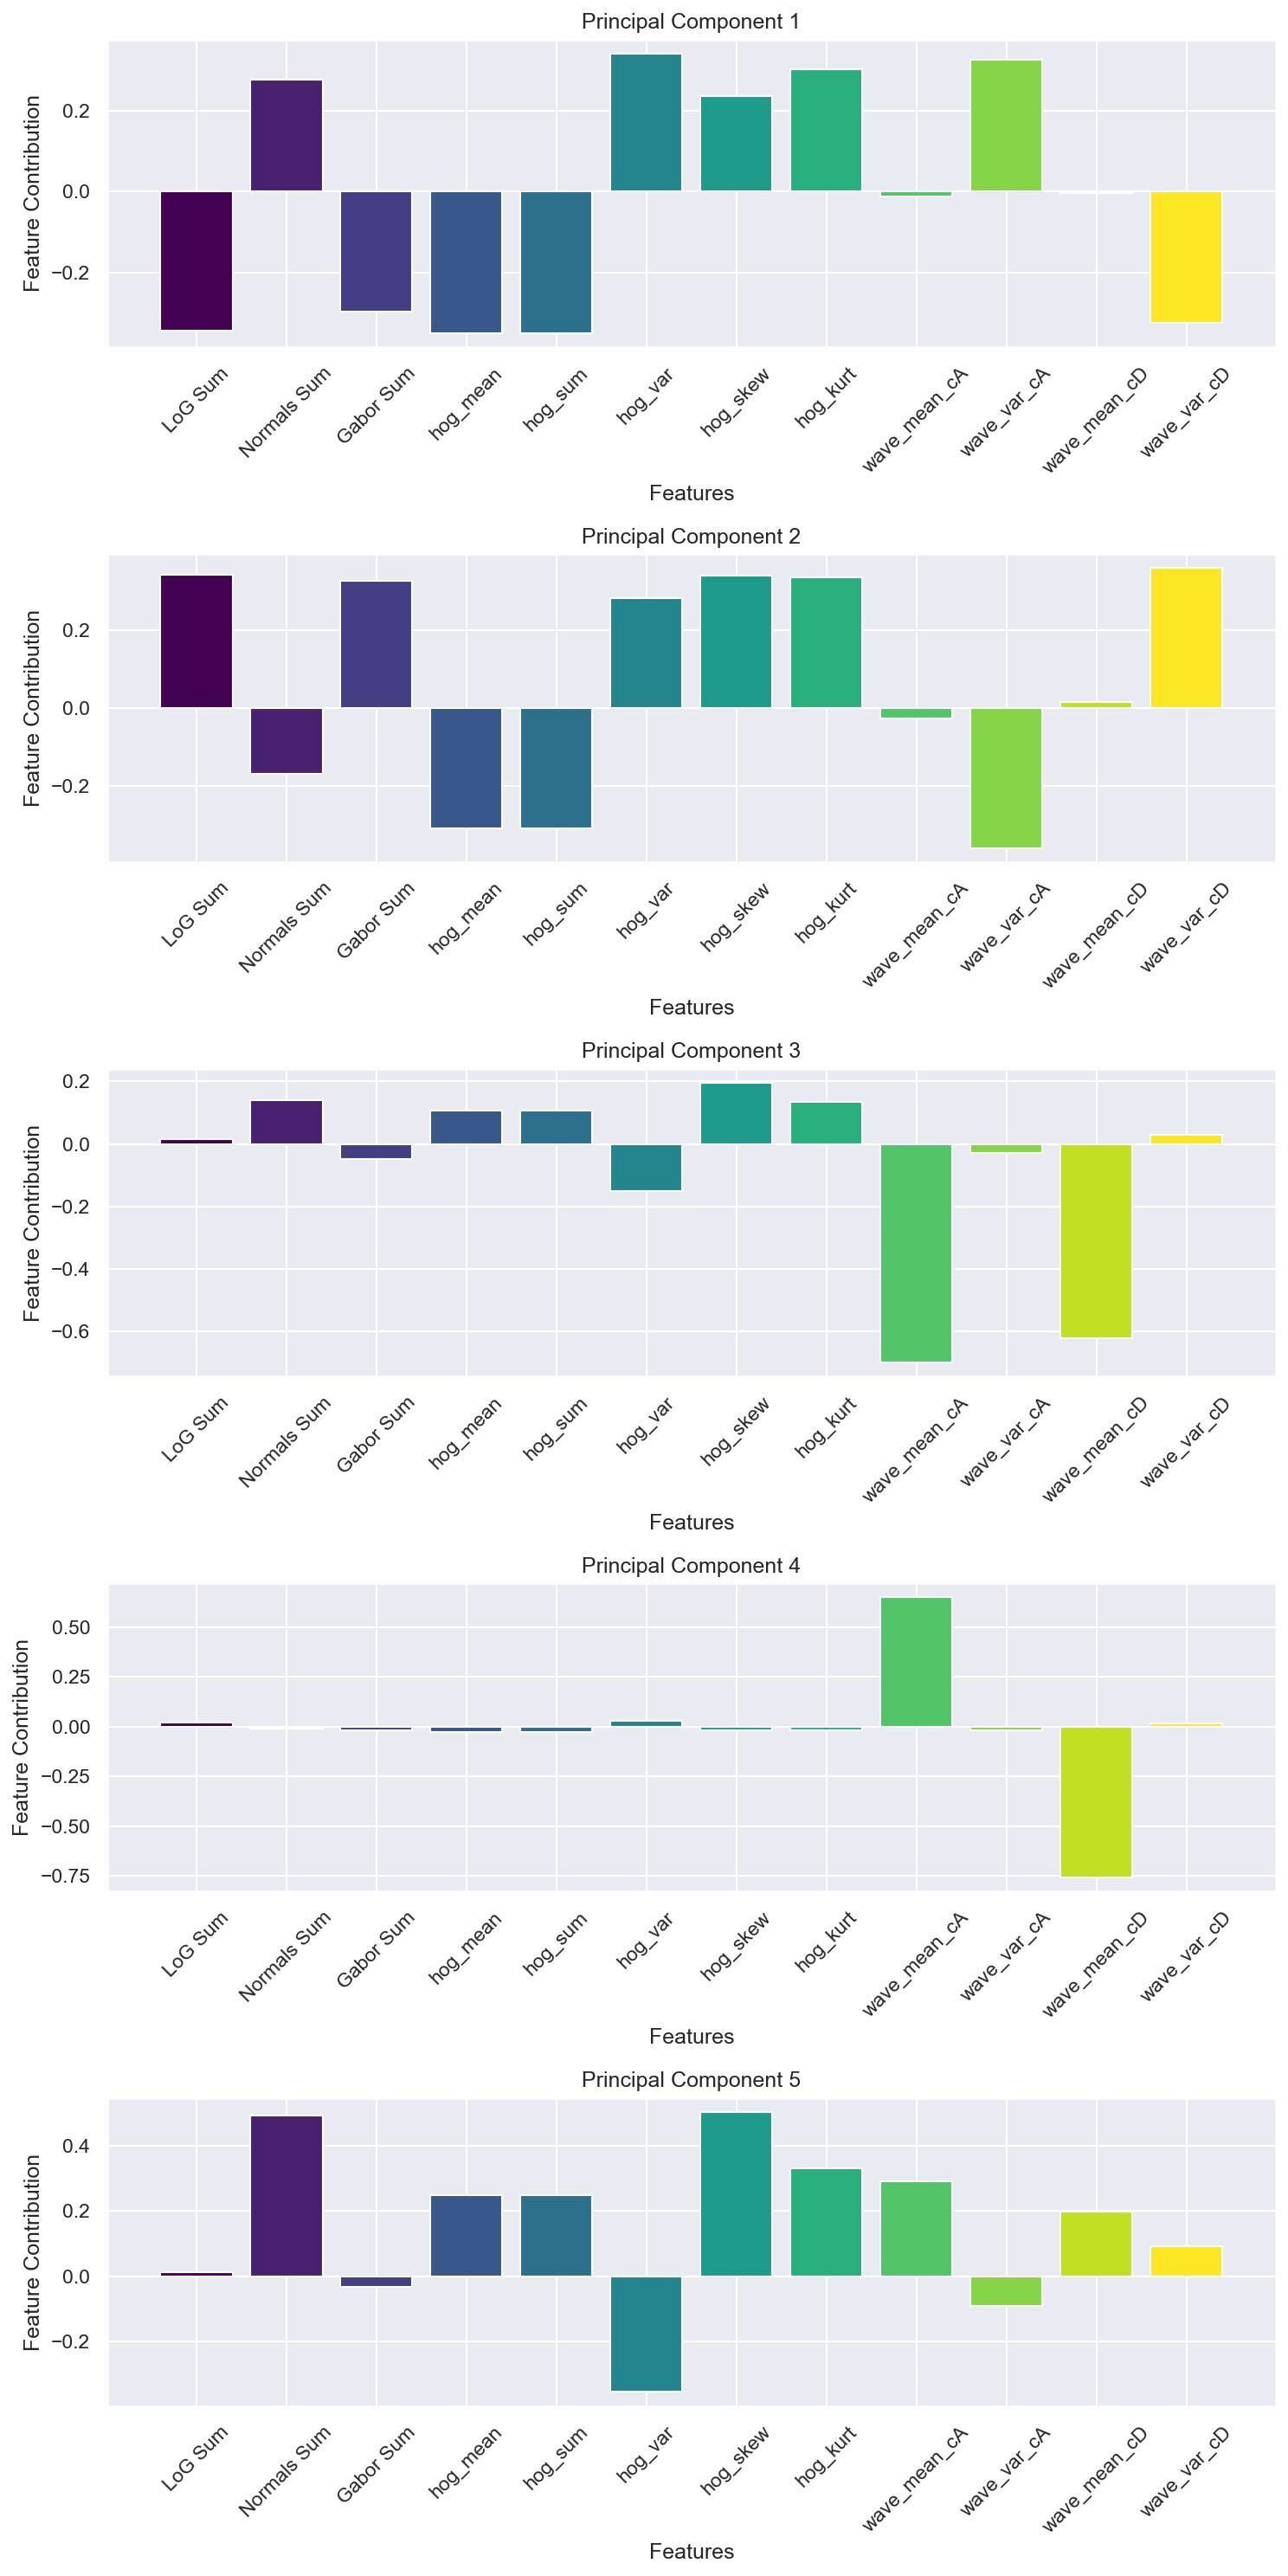 Principal Component 1
Feature Contribution
0.2
0.0
−0.2
LoG Sum
Normals Sum
Gabor Sum
hog_mean
hog_sum
hog_var
hog_skew
hog_kurt
wave_mean_cA
wave_var_cA
wave_mean_cD
wave_var_cD
Features
Principal Component 2
Feature Contribution
0.2
0.0
−0.2
LoG Sum
Normals Sum
Gabor Sum
hog_mean
hog_sum
hog_var
hog_skew
hog_kurt
wave_mean_cA
wave_var_cA
wave_mean_cD
wave_var_cD
Features
Principal Component 3
Feature Contribution
0.2
0.0
−0.2
−0.4
−0.6
LoG Sum
Normals Sum
Gabor Sum
hog_mean
hog_sum
hog_var
hog_skew
hog_kurt
wave_mean_cA
wave_var_cA
wave_mean_cD
wave_var_cD
Features
Principal Component 4
Feature Contribution
0.50
0.25
0.00
−0.25
−0.50
−0.75
LoG Sum
Normals Sum
Gabor Sum
hog_mean
hog_sum
hog_var
hog_skew
hog_kurt
wave_mean_cA
wave_var_cA
wave_mean_cD
wave_var_cD
Features
Principal Component 5
Feature Contribution
0.4
0.2
0.0
−0.2
LoG Sum
Normals Sum
Gabor Sum
hog_mean
hog_sum
hog_var
hog_skew
hog_kurt
wave_mean_cA
wave_var_cA
wave_mean_cD
wave_var_cD
Features